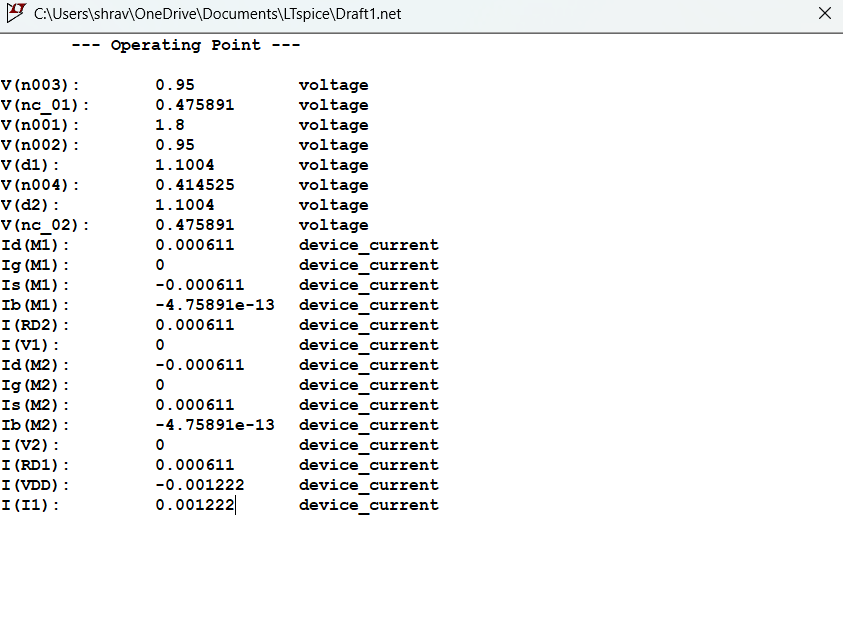 C:\Users\shrav\OneDrive\Documents\LTspice\Draft1.net
--- Operating Point ---
V(n003): 0.95 voltage
V(nc_01): 0.475891 voltage
V(n001): 1.8 voltage
V(n002): 0.95 voltage
V(d1): 1.1004 voltage
V(n004): 0.414525 voltage
V(d2): 1.1004 voltage
V(nc_02): 0.475891 voltage
Id(M1): 0.000611 device_current
Ig(M1): 0 device_current
Is(M1): -0.000611 device_current
Ib(M1): -4.75891e-13 device_current
I(RD2): 0.000611 device_current
I(V1): 0 device_current
Id(M2): -0.000611 device_current
Ig(M2): 0 device_current
Is(M2): 0.000611 device_current
Ib(M2): -4.75891e-13 device_current
I(V2): 0 device_current
I(RD1): 0.000611 device_current
I(VDD): -0.001222 device_current
I(I1): 0.001222 device_current